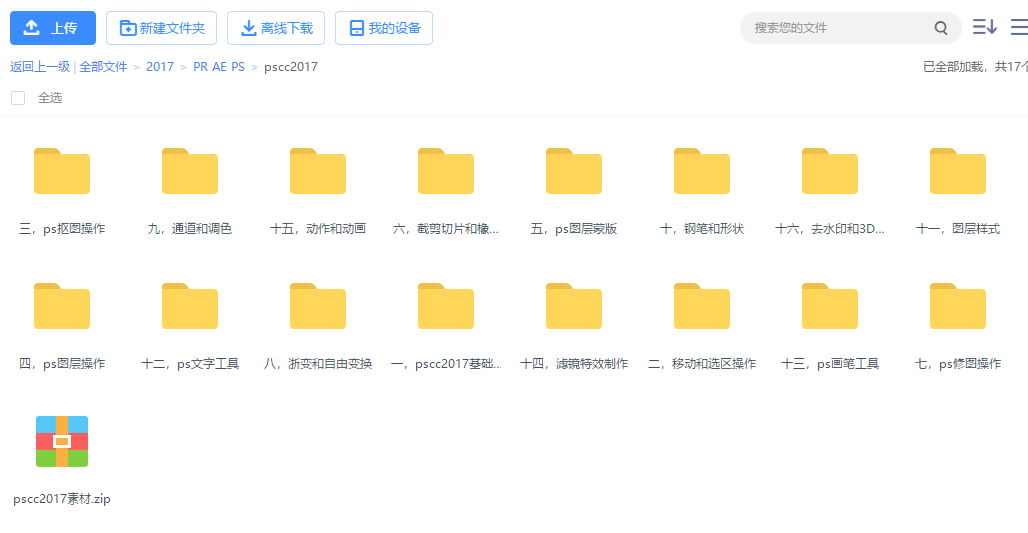 上传 新建文件夹 离线下载 我的设备 搜索您的文件
返回上一级 | 全部文件 > 2017 > PR AE PS > pscc2017 已全部加载，共17个
全选
三，ps抠图操作 九，通道和调色 十五，动作和动画 六，截剪切片和橡... 五，ps图层蒙版 十，钢笔和形状 十六，去水印和3D... 十一，图层样式
四，ps图层操作 十二，ps文字工具 八，渐变和自由变换 一，pscc2017基础... 十四，滤镜特效制作 二，移动和选区操作 十三，ps画笔工具 七，ps修图操作
pscc2017素材.zip